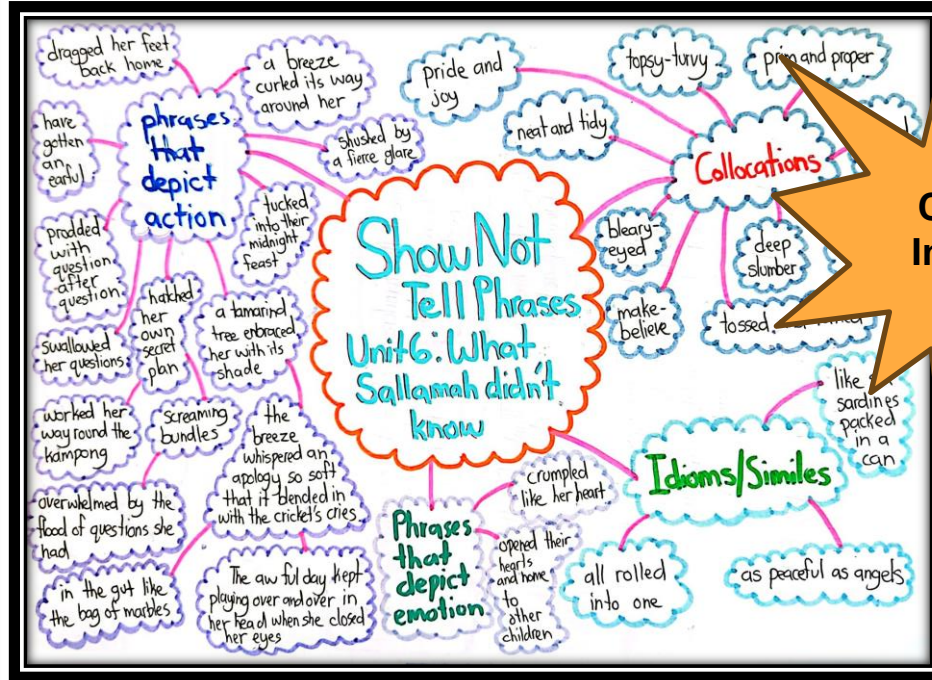 dragged her feet
back home
a breeze
curled its way
around her
have
gotten
an
earful
phrases
that
depict
action
shushed by
a fierce glare
prodded
with
question
after
question
tucked
into their
midnight
feast
hatched
her
own
secret
plan
a tamarind
tree embraced
her with its
shade
swallowed
her questions
worked her
way round the
kampong
screaming
bundles
the
breeze
whispered an
apology so soft
that it blended in
with the cricket's cries
overwhelmed by the
flood of questions she
had
in the gut like
the bag of marbles
The awful day kept
playing over and over in
her head when she closed
her eyes
Show Not
Tell Phrases
Unit 6: What
Sallamah didn't
know
pride and
joy
topsy-turvy
prim and proper
neat and tidy
Collocations
bleary-
eyed
deep
slumber
make-
believe
tossed
Idioms/Similes
like
sardines
packed
in a
can
all rolled
into one
as peaceful as angels
Phrases
that
depict
emotion
crumpled
like her heart
opened their
hearts
and home
to
other
children